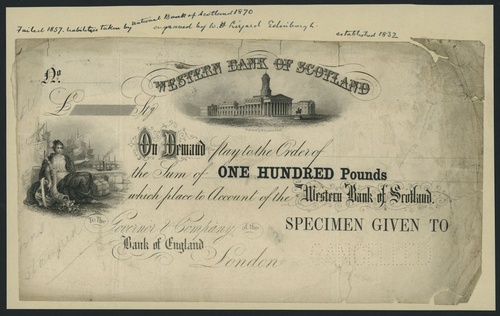 Failed 1857. Liabilities taken by National Bank of Scotland 1870
engraved by W. H. Lizars Edinburgh
established 1832
WESTERN BANK OF SCOTLAND
No.
£ Stg
On Demand Pay to the Order of
the Sum of ONE HUNDRED Pounds
which place to Account of the Western Bank of Scotland.
To the Governor & Company of the
Bank of England
London
SPECIMEN GIVEN TO